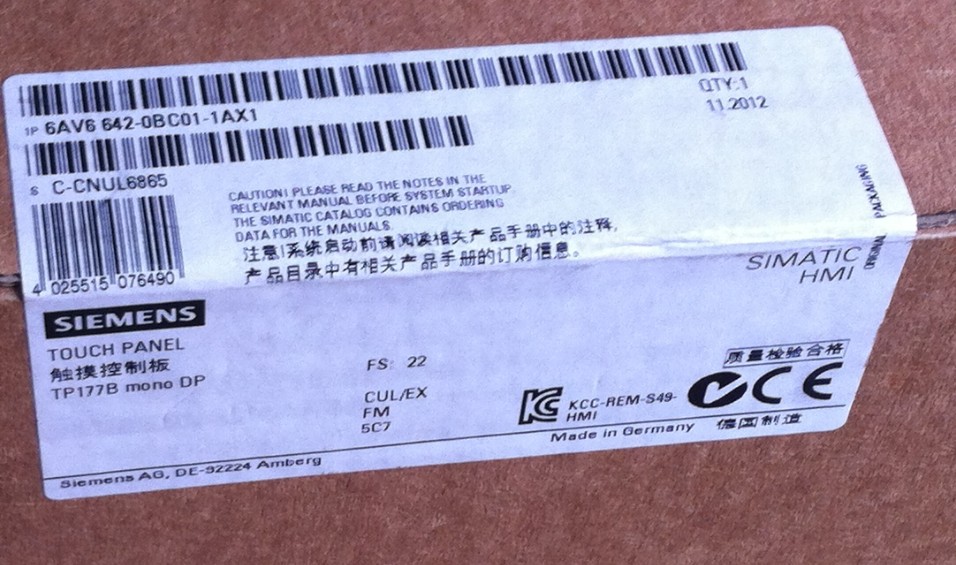 1P 6AV6 642-0BC01-1AX1
QTY:1
11.2012
S C-CNUL6865
CAUTION! PLEASE READ THE NOTES IN THE
RELEVANT MANUAL BEFORE SYSTEM STARTUP.
THE SIMATIC CATALOG CONTAINS ORDERING
DATA FOR THE MANUALS.
注意!系统启动前请阅读相关产品手册中的注释,
产品目录中有相关产品手册的订购信息。
4 025515 076490
PACKAGING
SIMATIC
HMI
SIEMENS
TOUCH PANEL
触摸控制板
TP177B mono DP
FS: 22
CUL/EX
FM
5C7
KCC-REM-S49-
HMI
质量检验合格
CE
Made in Germany
德国制造
Siemens AG, DE-92224 Amberg